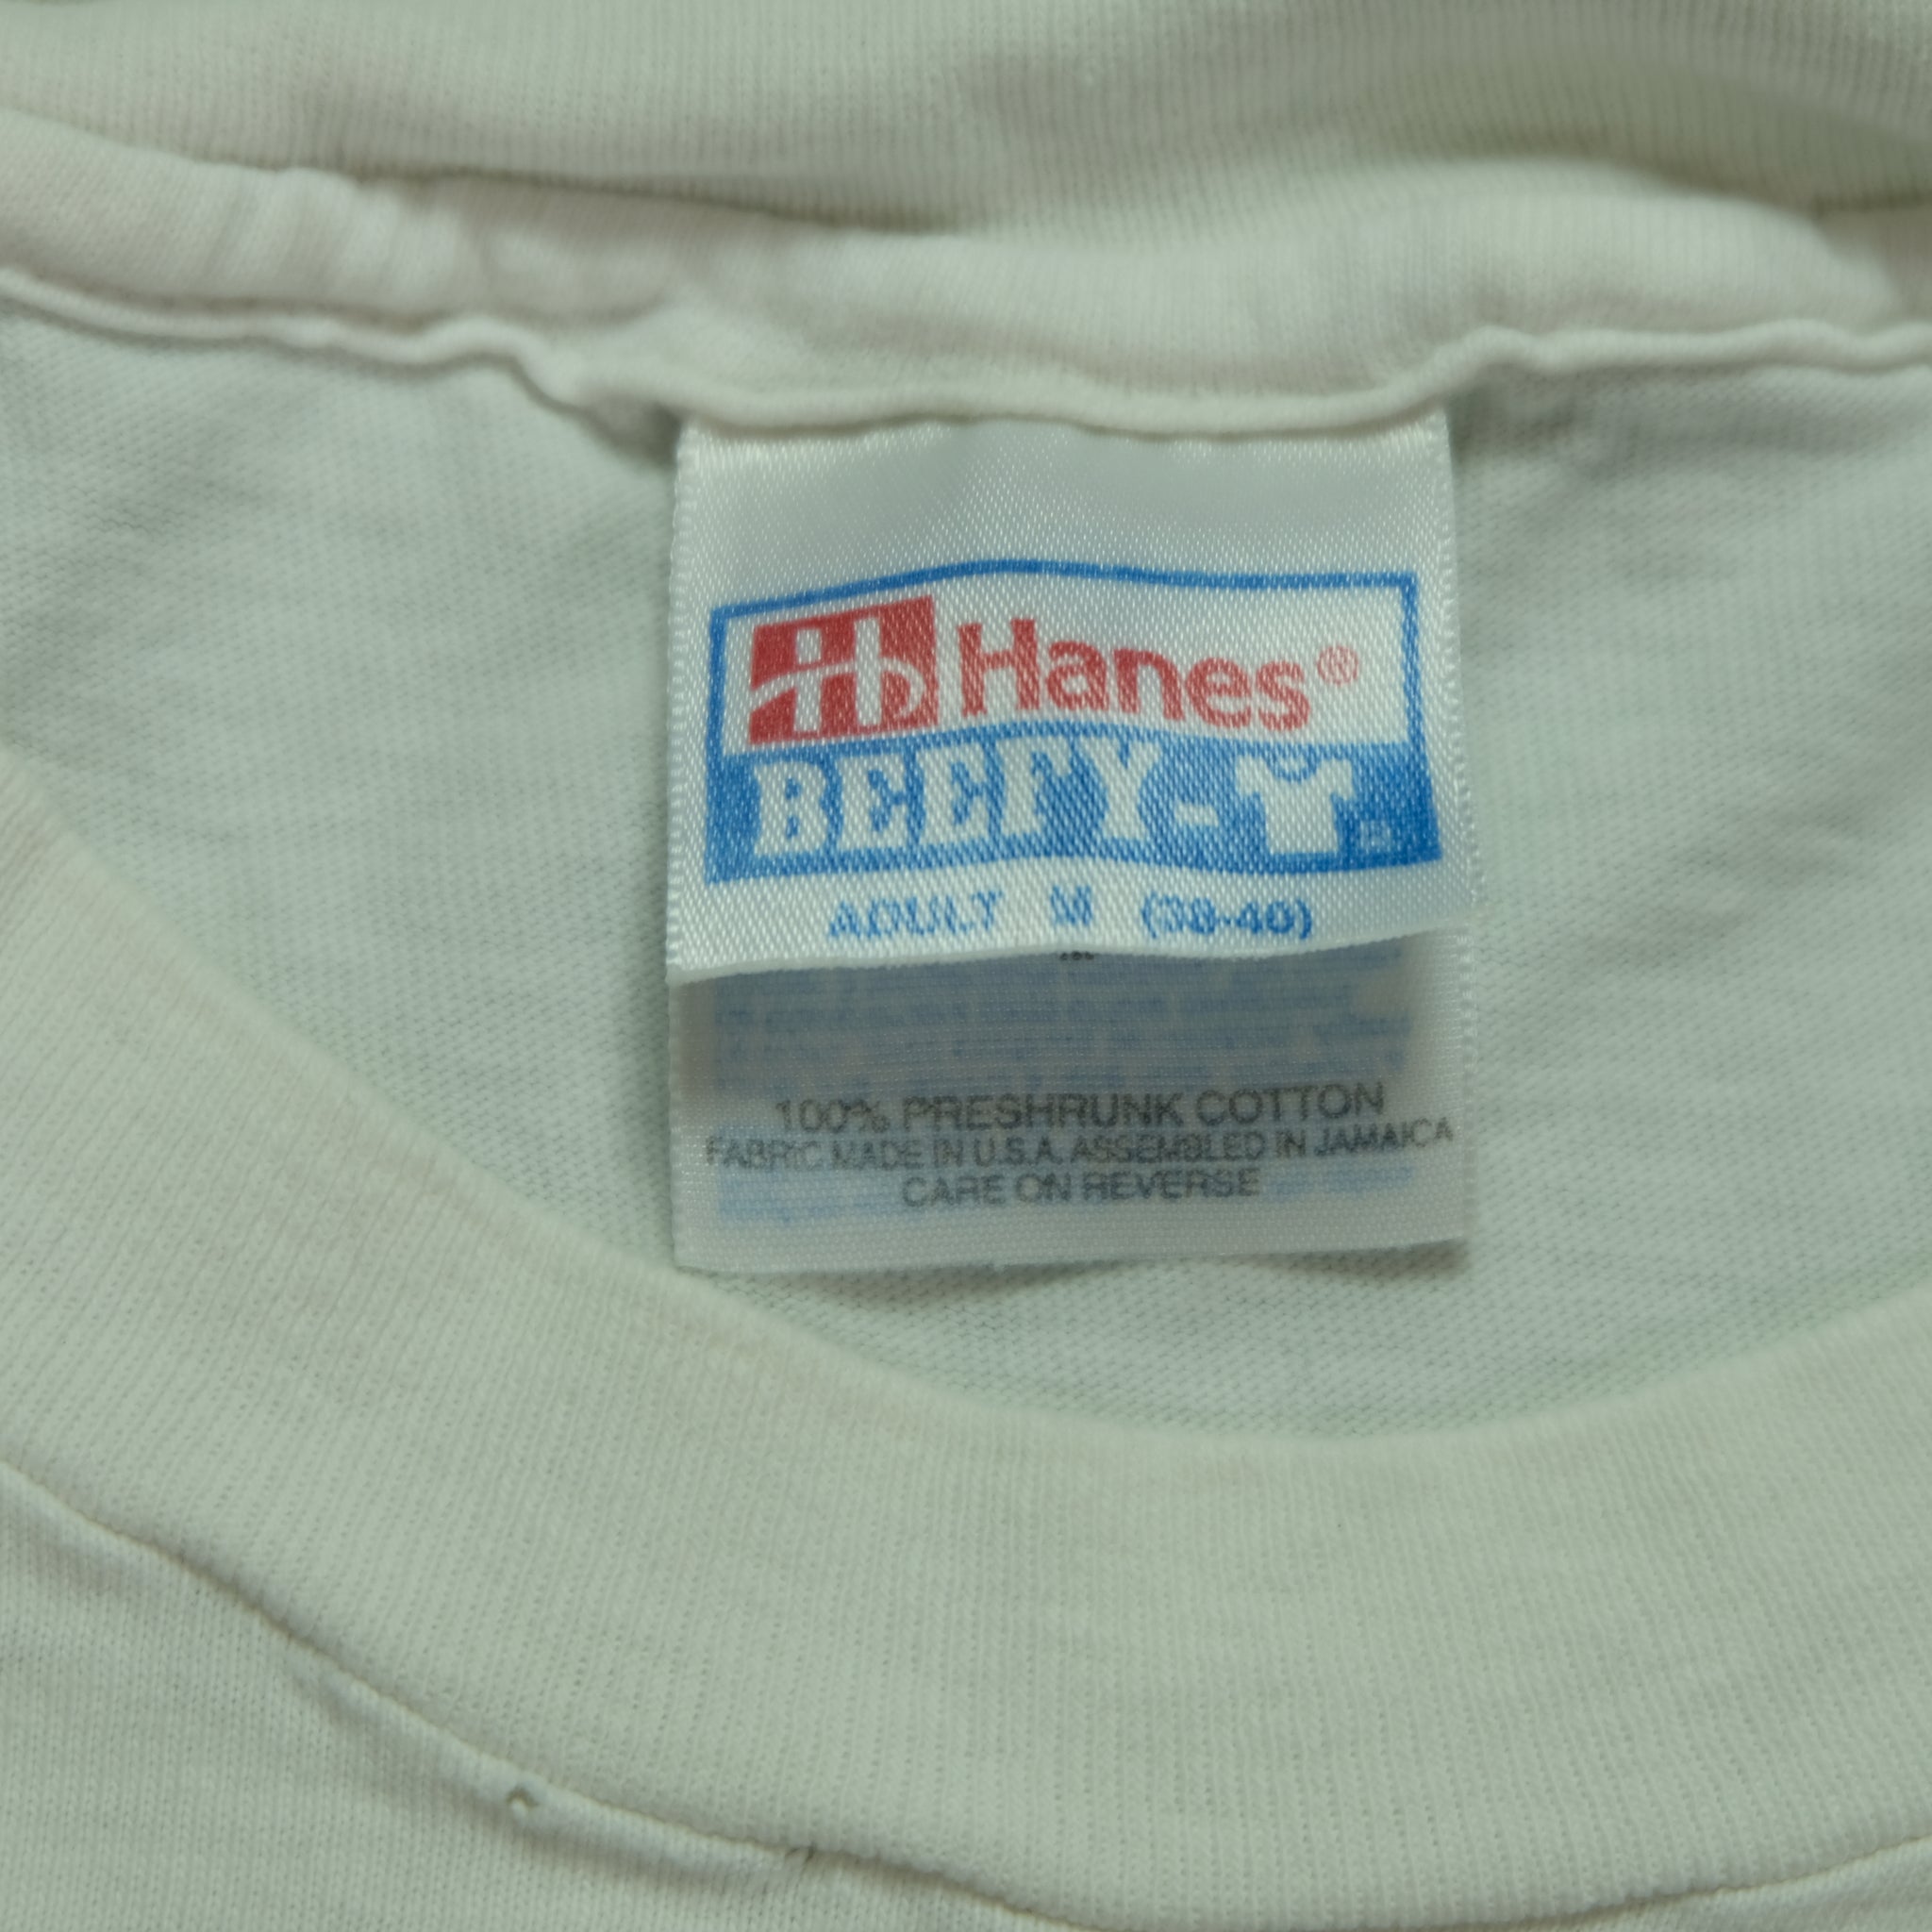 Hanes®
BEEFY-
ADULT M (38-40)
100% PRESHRUNK COTTON
FABRIC MADE IN U.S.A. ASSEMBLED IN JAMAICA
CARE ON REVERSE